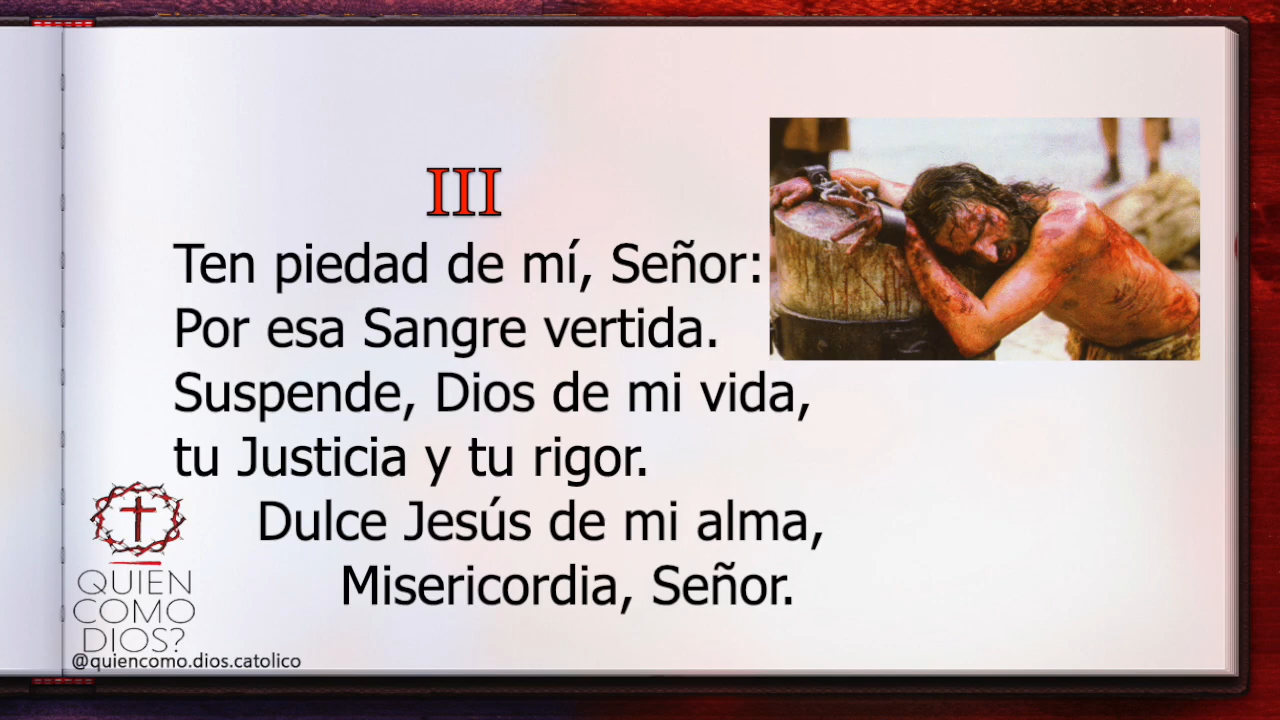 III
Ten piedad de mí, Señor:
Por esa Sangre vertida.
Suspende, Dios de mi vida,
tu Justicia y tu rigor.
Dulce Jesús de mi alma,
Misericordia, Señor.
QUIEN
COMO
DIOS?
@quiencomo.dios.catolico